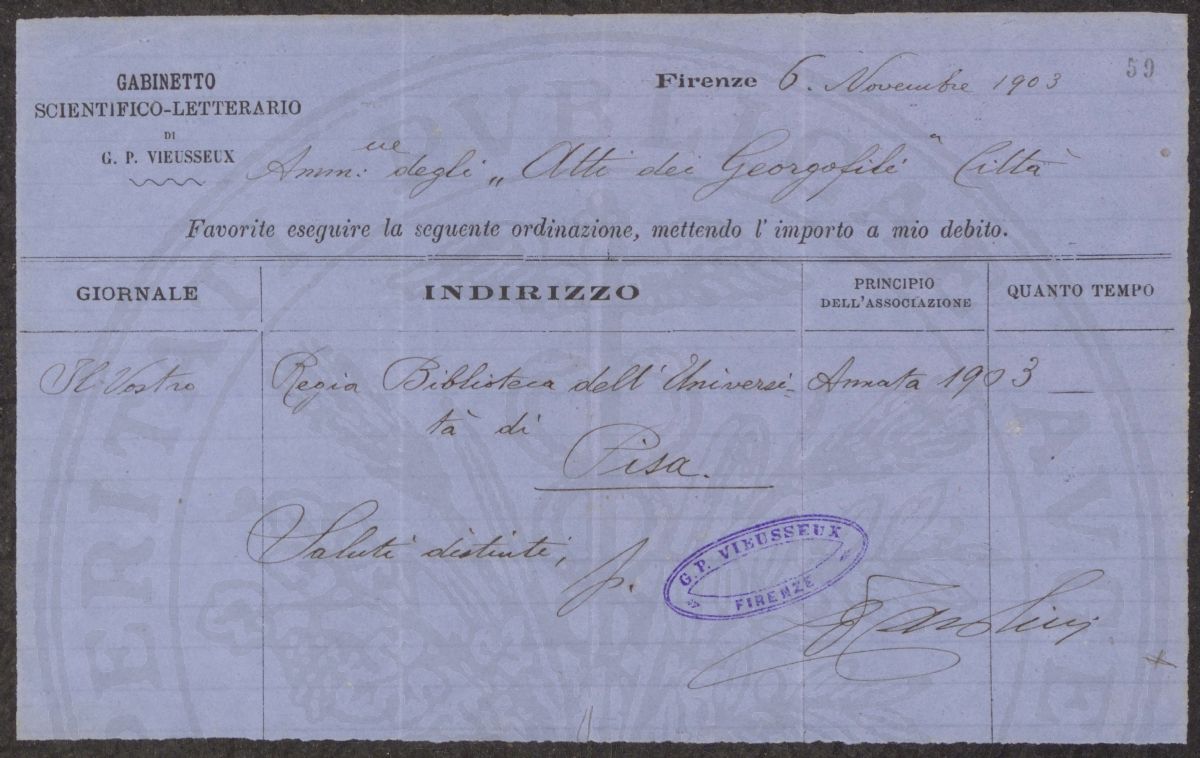 59
GABINETTO
SCIENTIFICO-LETTERARIO
DI
G. P. VIEUSSEUX
Firenze 6. Novembre 1903
Amm:ne degli „Atti dei Georgofili" Città
Favorite eseguire la seguente ordinazione, mettendo l'importo a mio debito.
GIORNALE INDIRIZZO PRINCIPIO DELL'ASSOCIAZIONE QUANTO TEMPO
Il Vostro Regia Biblioteca dell'Universi- Annata 1903 —
tà di
Pisa.
Saluti distinti,
p.
G. P. VIEUSSEUX
FIRENZE